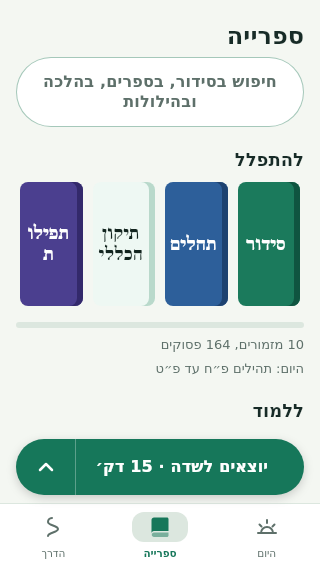 ספרייה
חיפוש בסידור, בספרים, בהלכה
ובהילולות
להתפלל
סידור
תהלים
תיקון
הכללי
תפילו
ת
10 מזמורים, 164 פסוקים
היום: תהילים פ״ח עד פ״ט
ללמוד
יוצאים לשדה · 15 דק׳
היום
ספרייה
הדרך